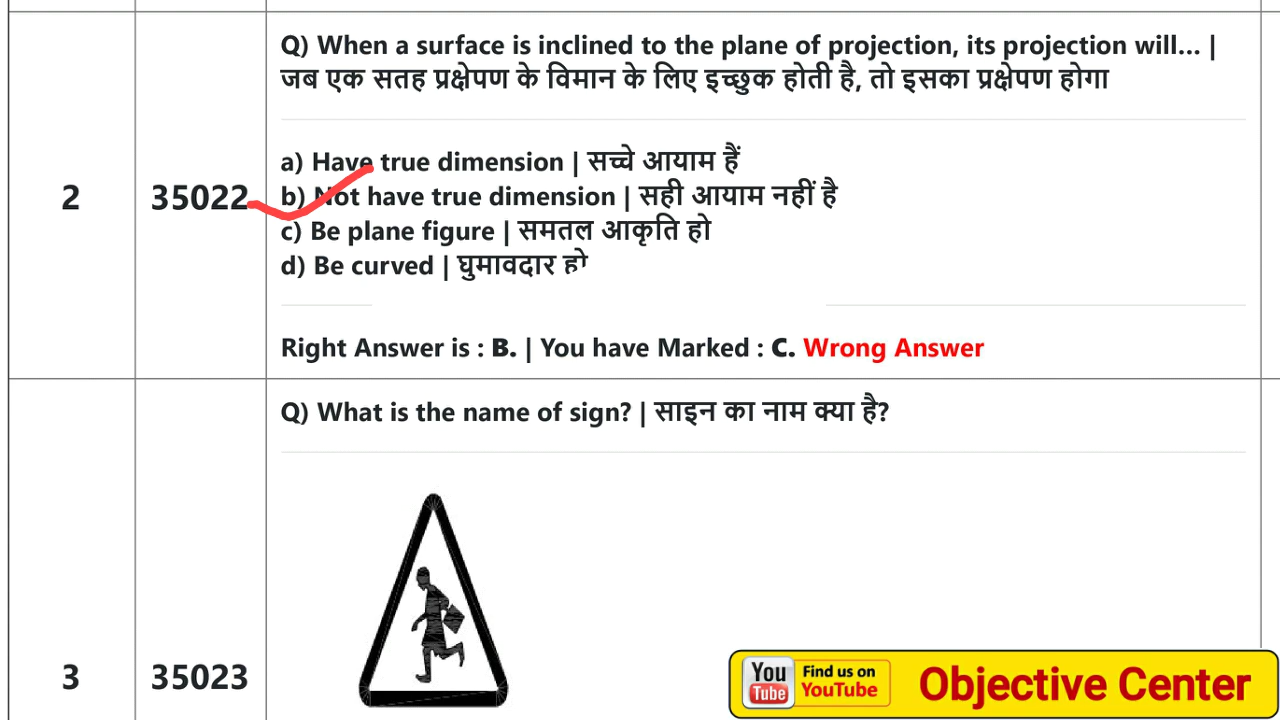 Q) When a surface is inclined to the plane of projection, its projection will... |
जब एक सतह प्रक्षेपण के विमान के लिए इच्छुक होती है, तो इसका प्रक्षेपण होगा
2
35022
a) Have true dimension | सच्चे आयाम हैं
b) Not have true dimension | सही आयाम नहीं है
c) Be plane figure | समतल आकृति हो
d) Be curved | घुमावदार हो
Right Answer is : B. | You have Marked : C. Wrong Answer
Q) What is the name of sign? | साइन का नाम क्या है?
3
35023
You Tube
Find us on
YouTube
Objective Center